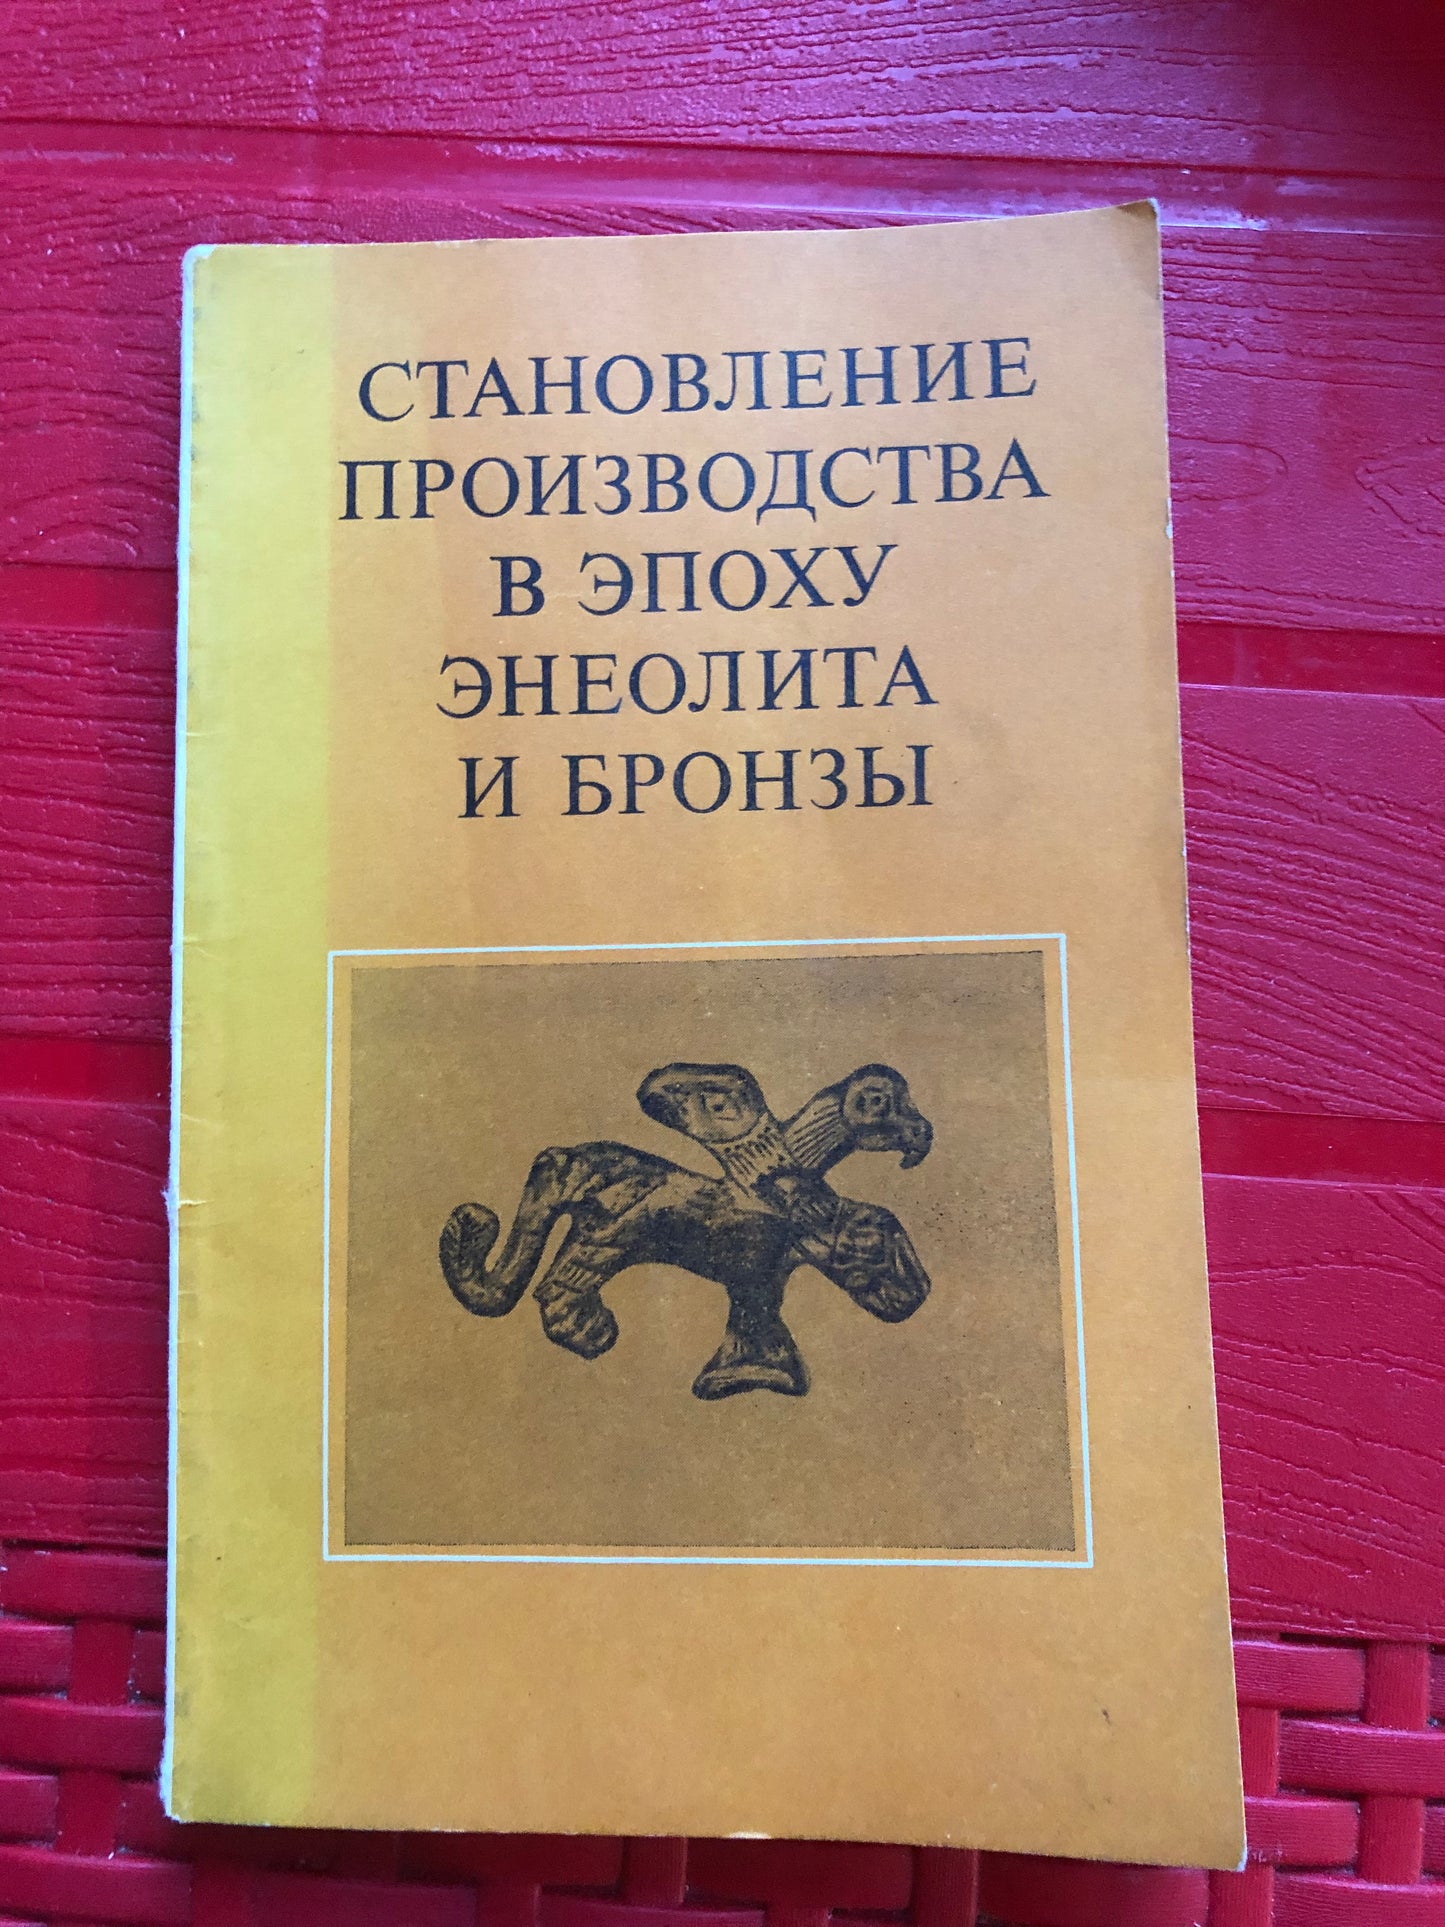 СТАНОВЛЕНИЕ
ПРОИЗВОДСТВА
В ЭПОХУ
ЭНЕОЛИТА
И БРОНЗЫ